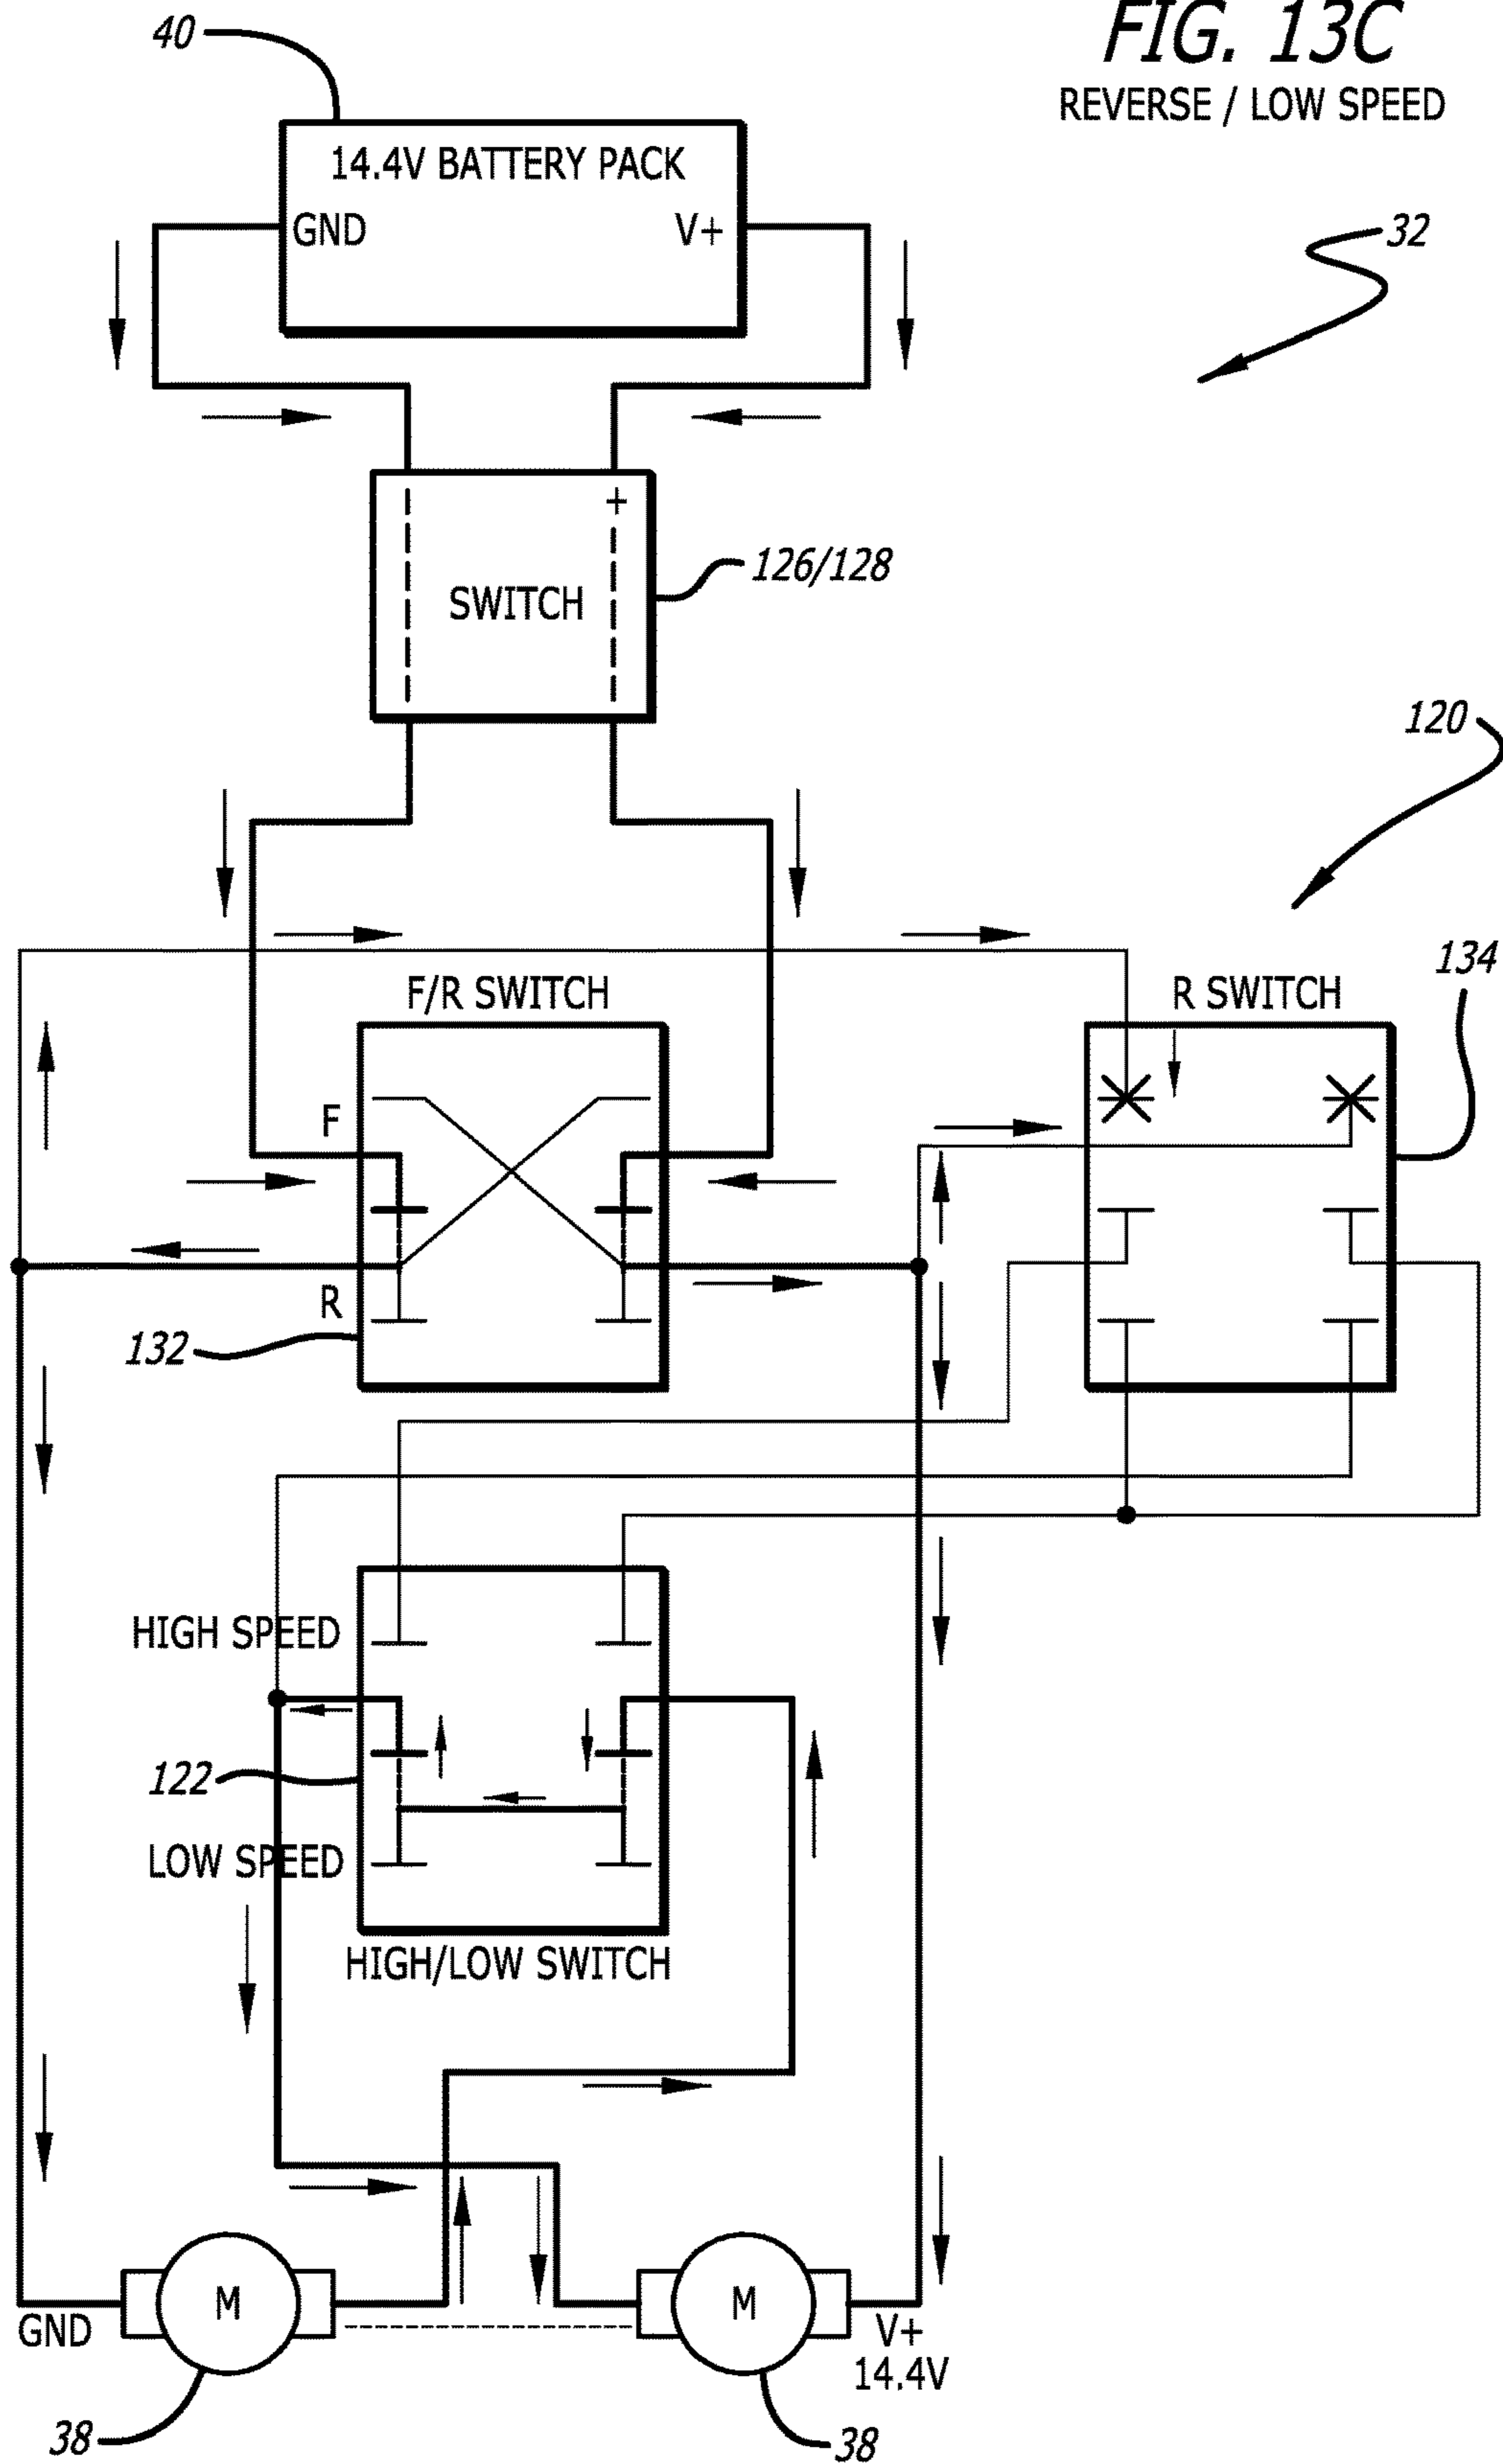 FIG. 13C
REVERSE / LOW SPEED
40
14.4V BATTERY PACK
GND V+
32
+
126/128
SWITCH
120
134
F/R SWITCH
R SWITCH
F
R
132
HIGH SPEED
122
LOW SPEED
HIGH/LOW SWITCH
M M
GND V+
14.4V
38 38